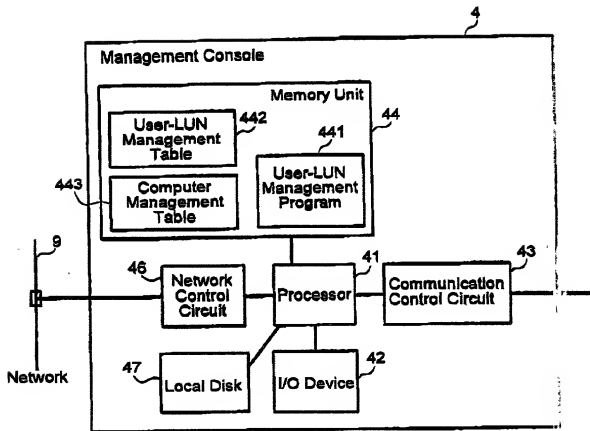 4
Management Console
Memory Unit
44
User-LUN
Management
Table
442
441
User-LUN
Management
Program
443
Computer
Management
Table
9
46
Network
Control
Circuit
41
Processor
43
Communication
Control Circuit
Network
47
Local Disk
I/O Device
42